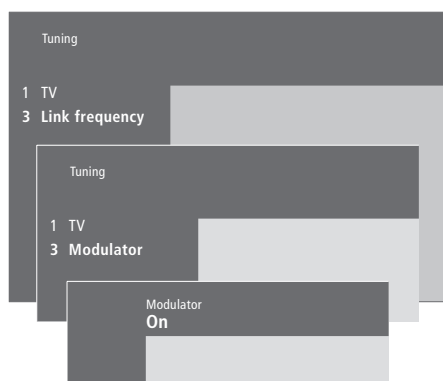 Tuning
1 TV
3 Link frequency
Tuning
1 TV
3 Modulator
Modulator
On